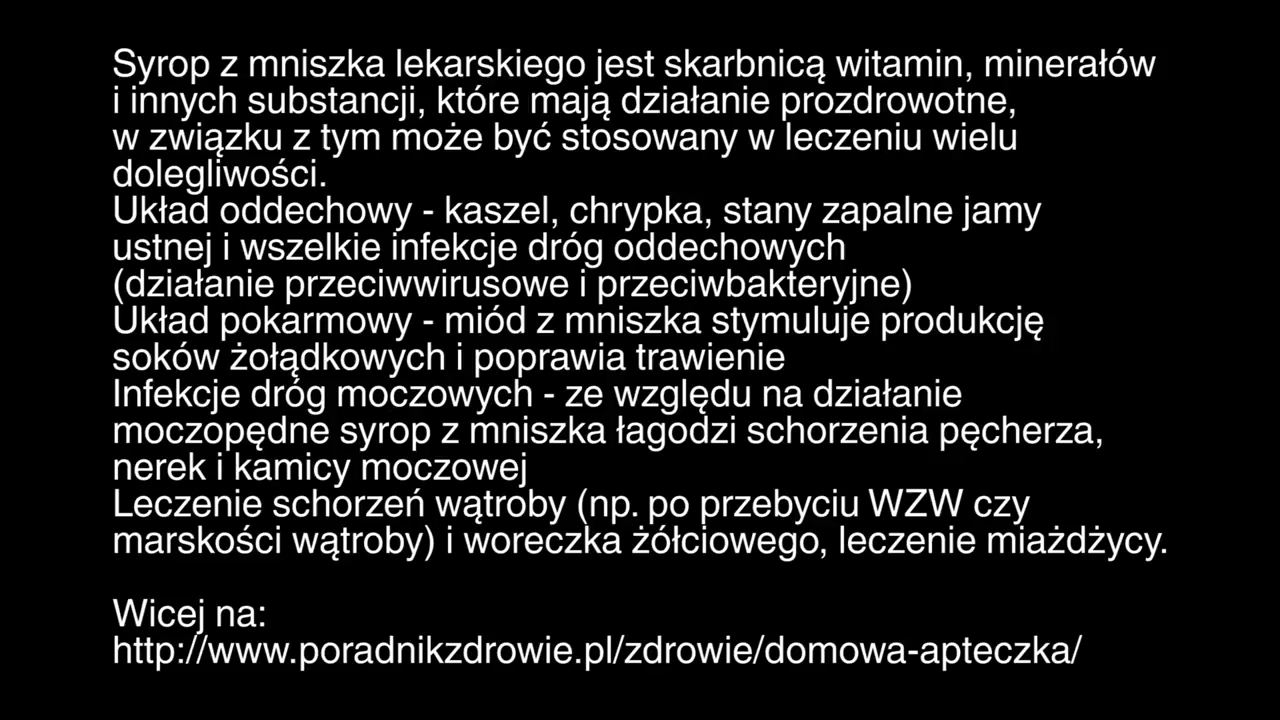 Syrop z mniszka lekarskiego jest skarbnicą witamin, minerałów
i innych substancji, które mają działanie prozdrowotne,
w związku z tym może być stosowany w leczeniu wielu
dolegliwości.
Układ oddechowy - kaszel, chrypka, stany zapalne jamy
ustnej i wszelkie infekcje dróg oddechowych
(działanie przeciwwirusowe i przeciwbakteryjne)
Układ pokarmowy - miód z mniszka stymuluje produkcję
soków żołądkowych i poprawia trawienie
Infekcje dróg moczowych - ze względu na działanie
moczopędne syrop z mniszka łagodzi schorzenia pęcherza,
nerek i kamicy moczowej
Leczenie schorzeń wątroby (np. po przebyciu WZW czy
marskości wątroby) i woreczka żółciowego, leczenie miażdżycy.
Wicej na:
http://www.poradnikzdrowie.pl/zdrowie/domowa-apteczka/